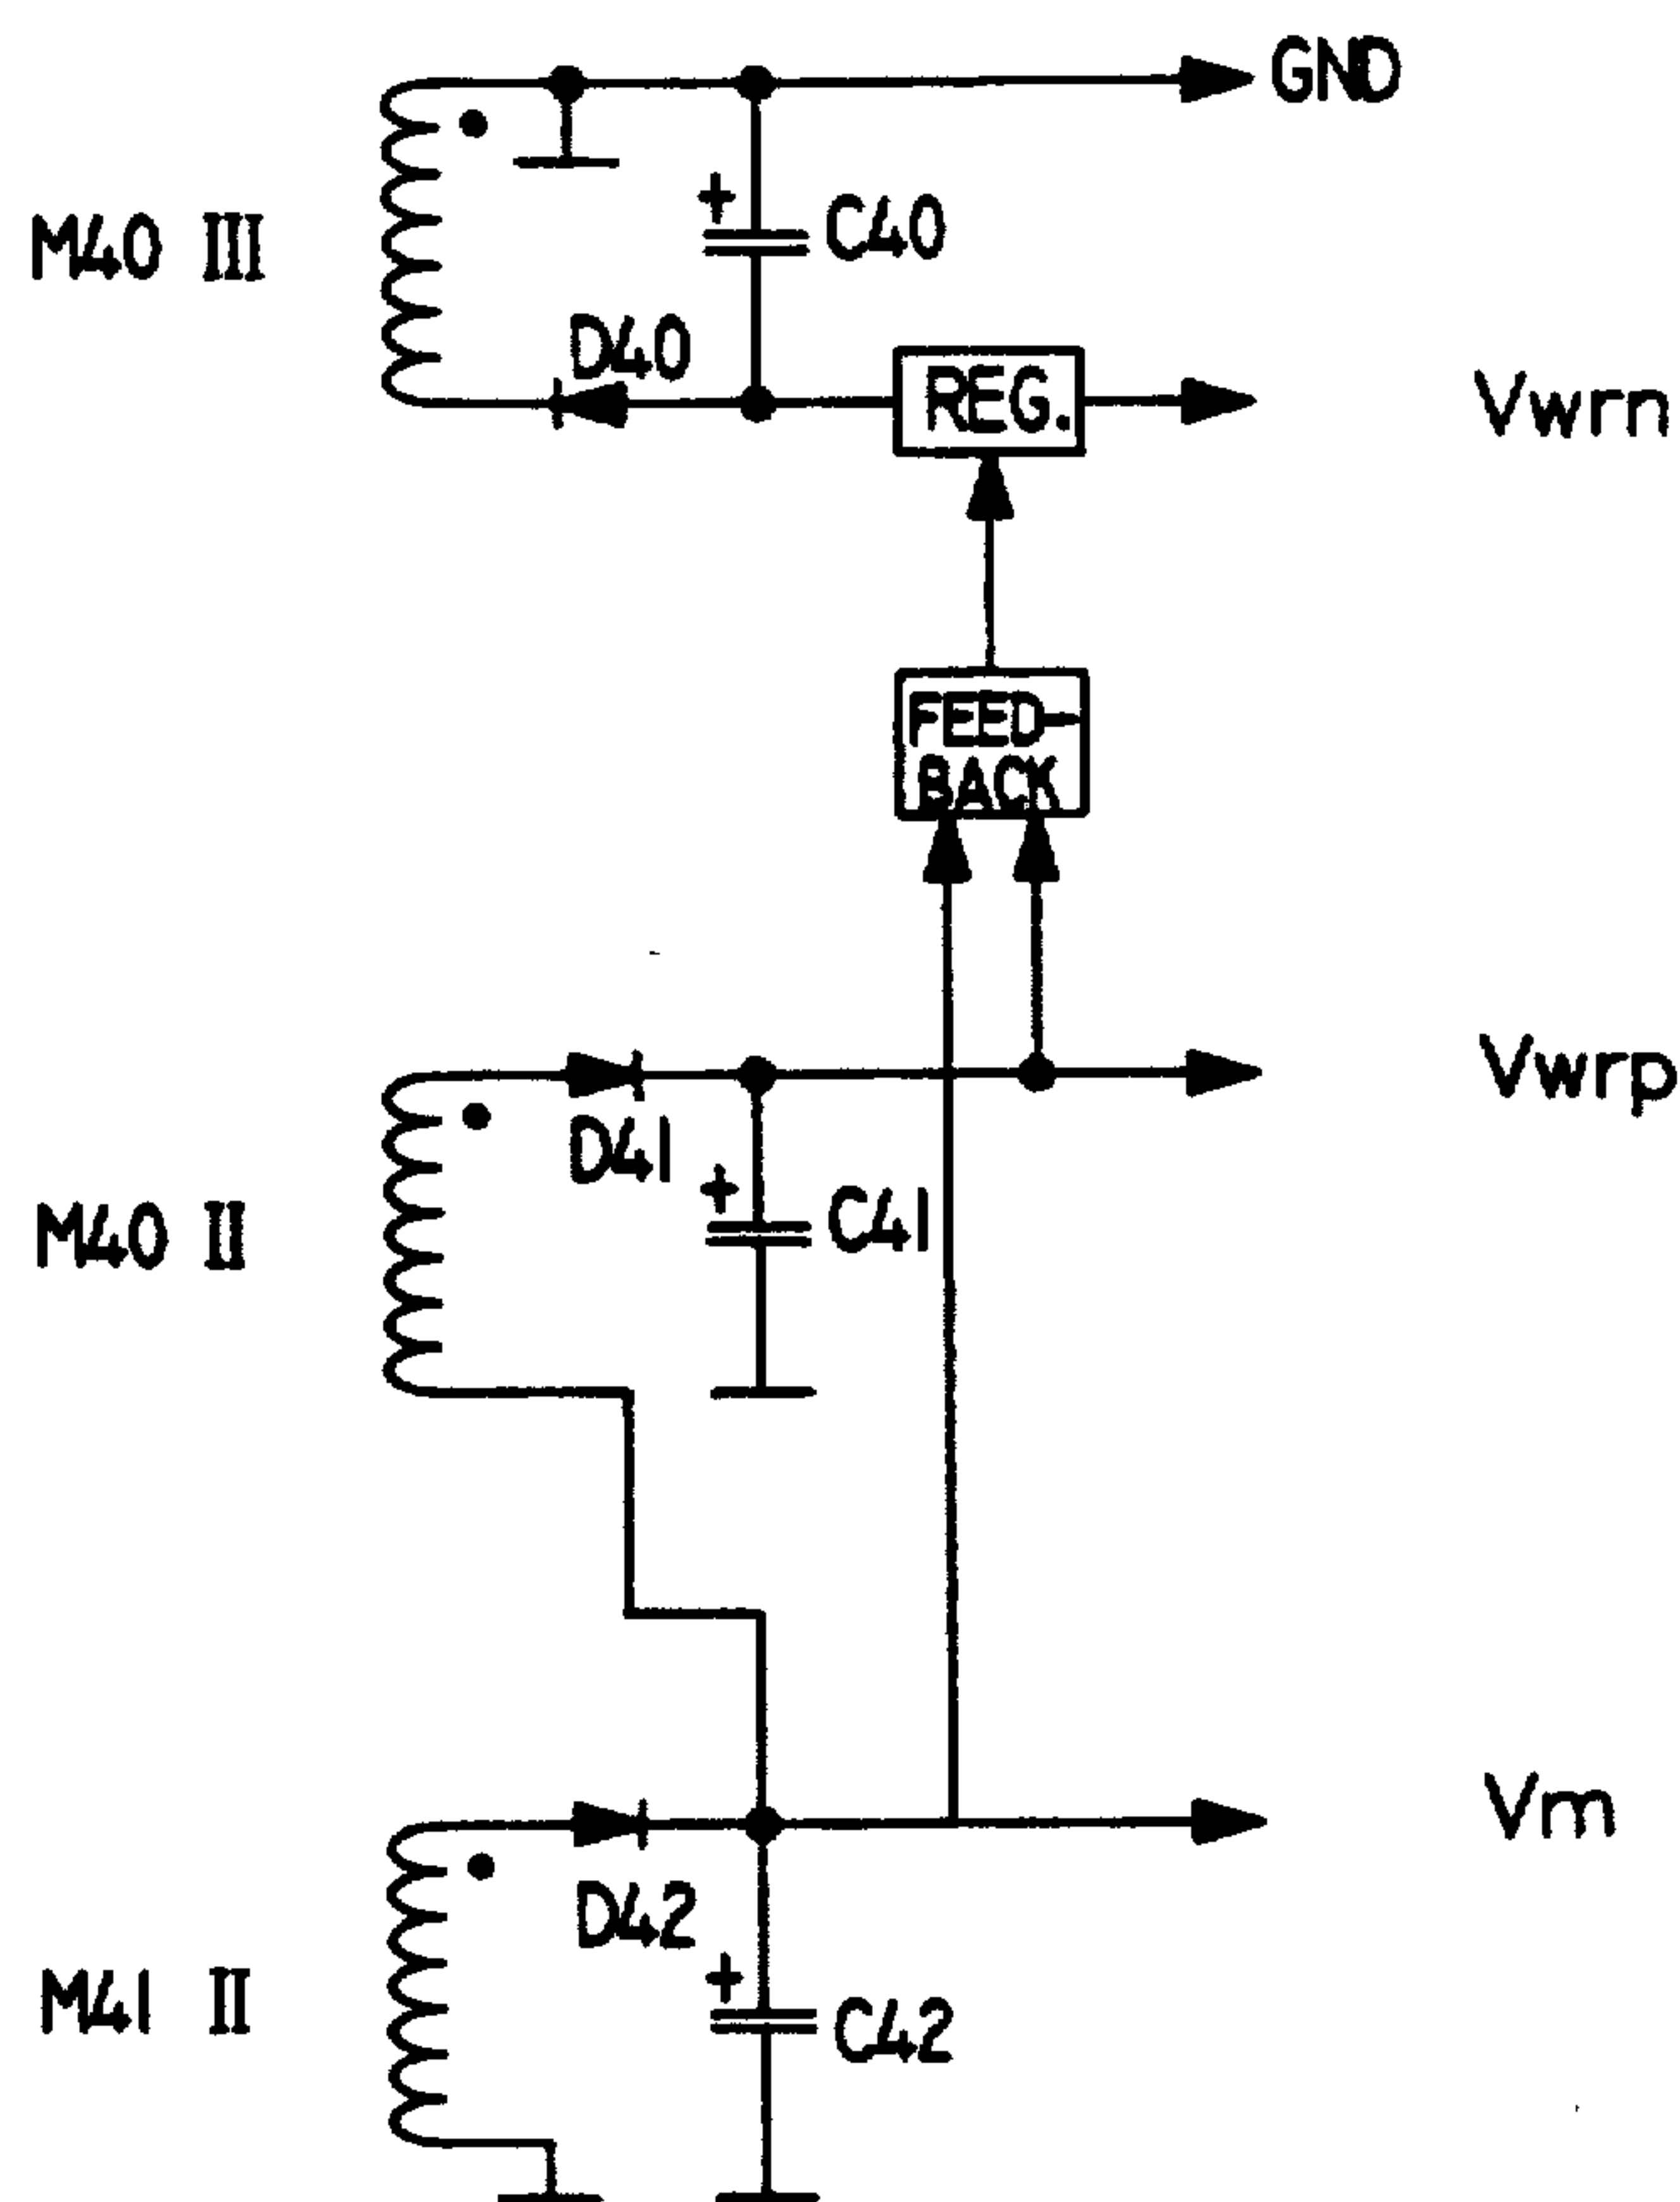 GND
+
C40
M40 III
D40
REG.
Vwrn
FEED-
BACK
Vwrp
D41
+
C41
M40 II
Vm
D42
+
M41 II
C42